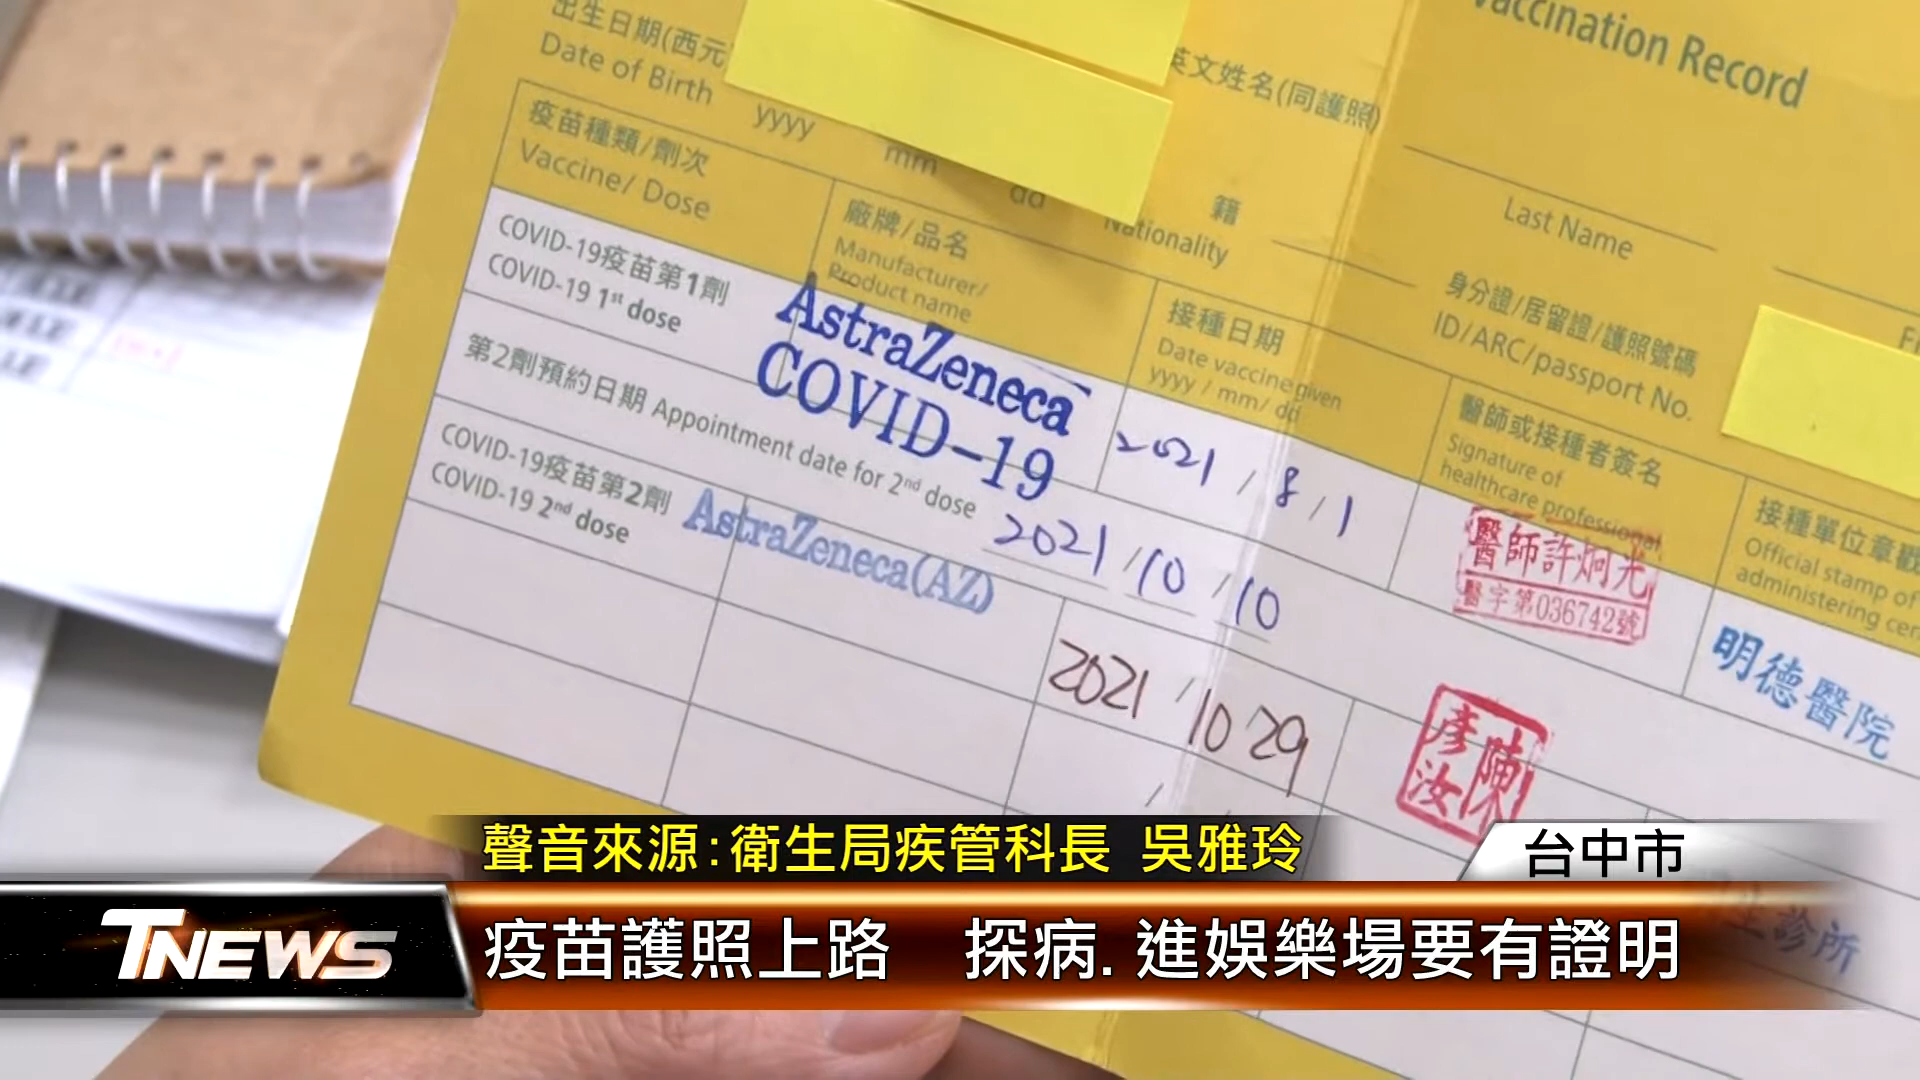 Vaccination Record
出生日期(西元
Date of Birth
yyyy
mm
dd
英文姓名(同護照)
籍
Nationality
Last Name
身分證/居留證/護照號碼
ID/ARC/passport No.
疫苗種類/劑次
Vaccine/ Dose
廠牌/品名
Manufacturer/
Product name
接種日期
Date vaccine given
yyyy / mm/ dd
醫師或接種者簽名
Signature of
healthcare professional
接種單位章戳
Official stamp of
administering cen
COVID-19疫苗第1劑
COVID-19 1st dose
AstraZeneca
COVID-19
2021 / 8 / 1
醫師許炯光
醫字第036742號
明德醫院
第2劑預約日期 Appointment date for 2nd dose
2021 / 10 / 10
COVID-19疫苗第2劑
COVID-19 2nd dose
AstraZeneca(AZ)
2021 / 10 29
陳彥汝
生診所
聲音來源:衛生局疾管科長 吳雅玲
台中市
TNEWS
疫苗護照上路 探病.進娛樂場要有證明